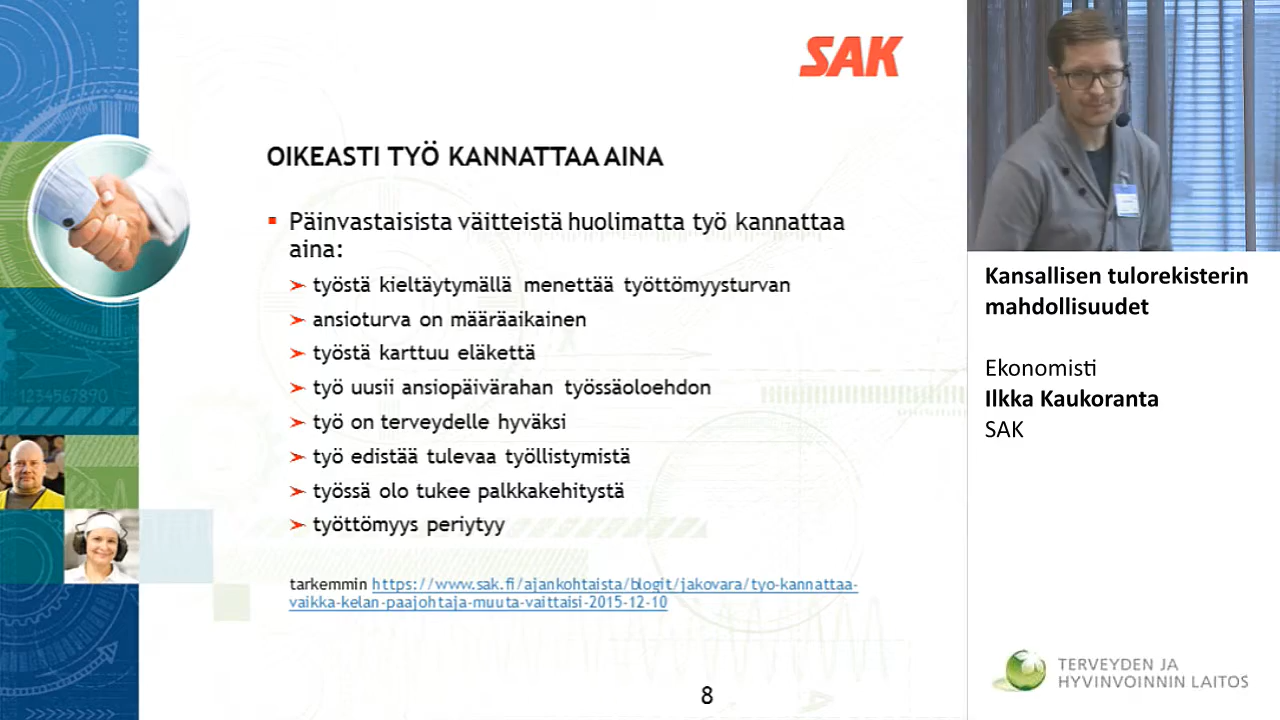 SAK
OIKEASTI TYÖ KANNATTAA AINA
Päinvastaisista väitteistä huolimatta työ kannattaa
aina:
työstä kieltäytymällä menettää työttömyysturvan
ansioturva on määräaikainen
työstä karttuu eläkettä
työ uusii ansiopäivärahan työssäoloehdon
työ on terveydelle hyväksi
työ edistää tulevaa työllistymistä
työssä olo tukee palkkakehitystä
työttömyys periytyy
tarkemmin https://www.sak.fi/ajankohtaista/blogit/jakovara/tyo-kannattaa-
vaikka-kelan-paajohtaja-muuta-vaittaisi-2015-12-10
8
1234567890
Kansallisen tulorekisterin
mahdollisuudet
Ekonomisti
Ilkka Kaukoranta
SAK
TERVEYDEN JA
HYVINVOINNIN LAITOS